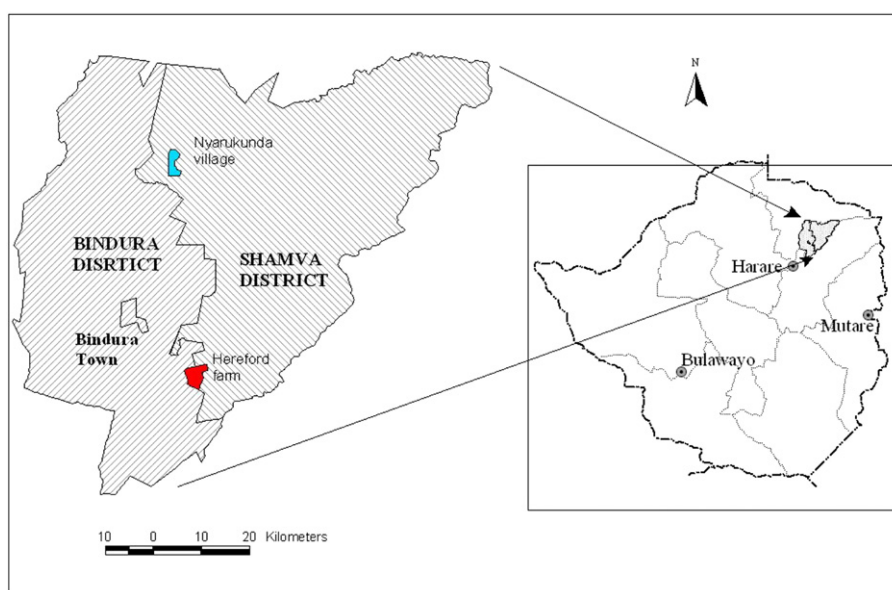 N
Nyarukunda
village
BINDURA
DISRTICT
SHAMVA
DISTRICT
Bindura
Town
Hereford
farm
Harare
Mutare
Bulawayo
10 0 10 20 Kilometers